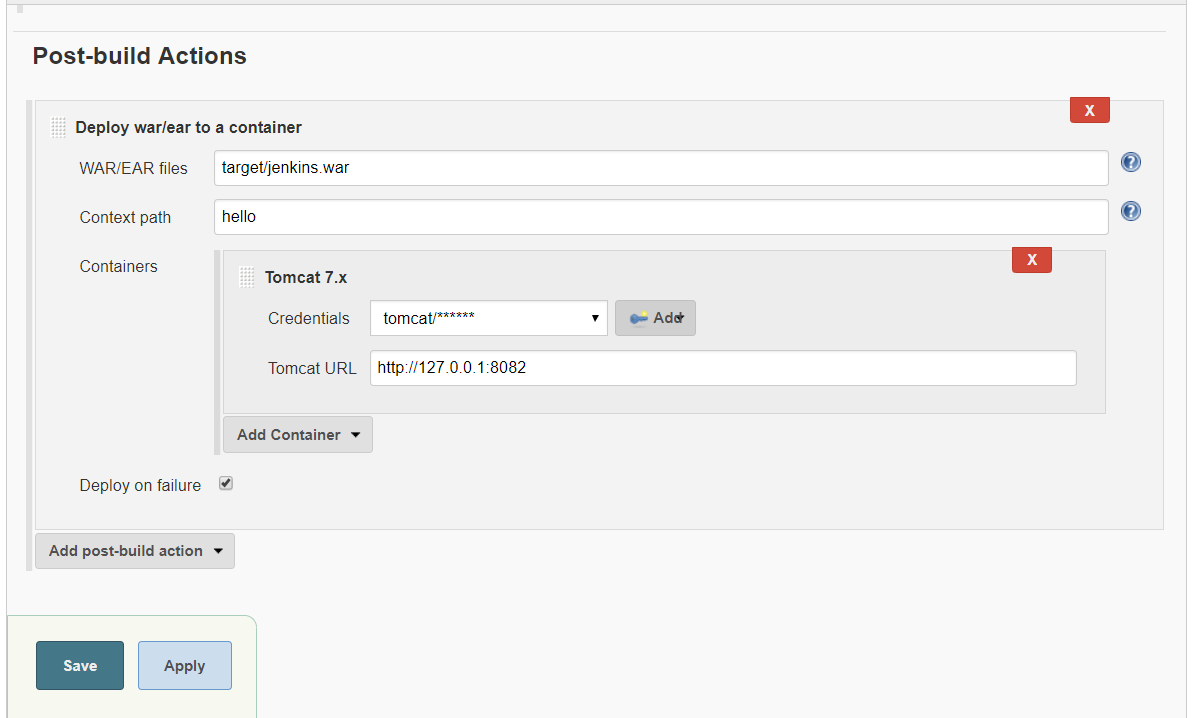 Post-build Actions
X
Deploy war/ear to a container
WAR/EAR files target/jenkins.war ?
Context path hello ?
Containers
X
Tomcat 7.x
Credentials tomcat/****** Add
Tomcat URL http://127.0.0.1:8082
Add Container
Deploy on failure
Add post-build action
Save Apply